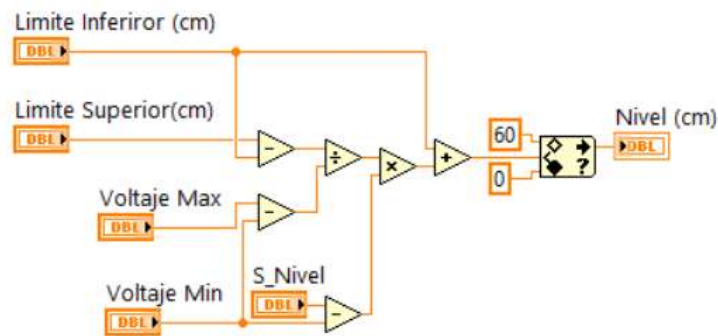 Limite Inferiror (cm)
DBL
Limite Superior(cm)
DBL
60
Nivel (cm)
DBL
0
Voltaje Max
DBL
S_Nivel
DBL
Voltaje Min
DBL